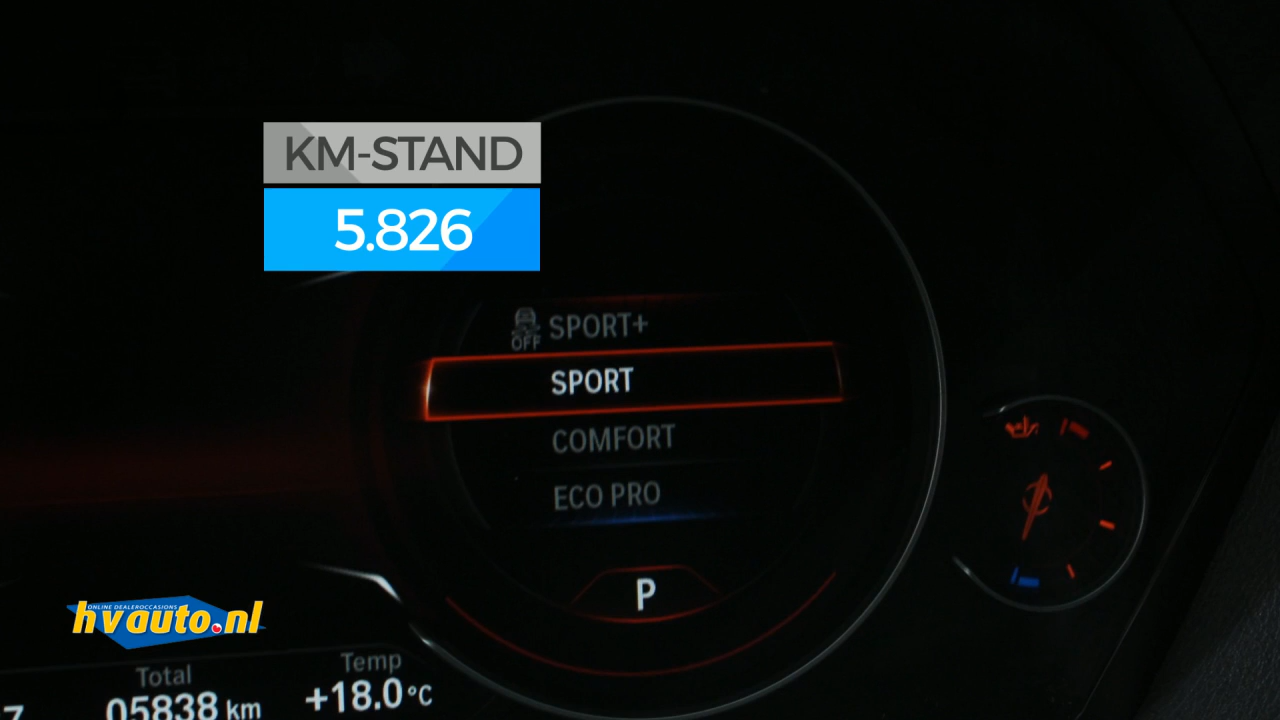 KM-STAND
5.826
OFF SPORT+
SPORT
COMFORT
ECO PRO
P
ONLINE DEALEROCCASIONS
hvauto.nl
Total
05838 km
Temp
+18.0°C
7